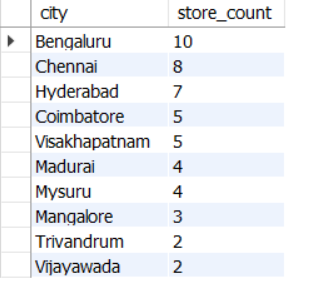 city store_count
Bengaluru 10
Chennai 8
Hyderabad 7
Coimbatore 5
Visakhapatnam 5
Madurai 4
Mysuru 4
Mangalore 3
Trivandrum 2
Vijayawada 2